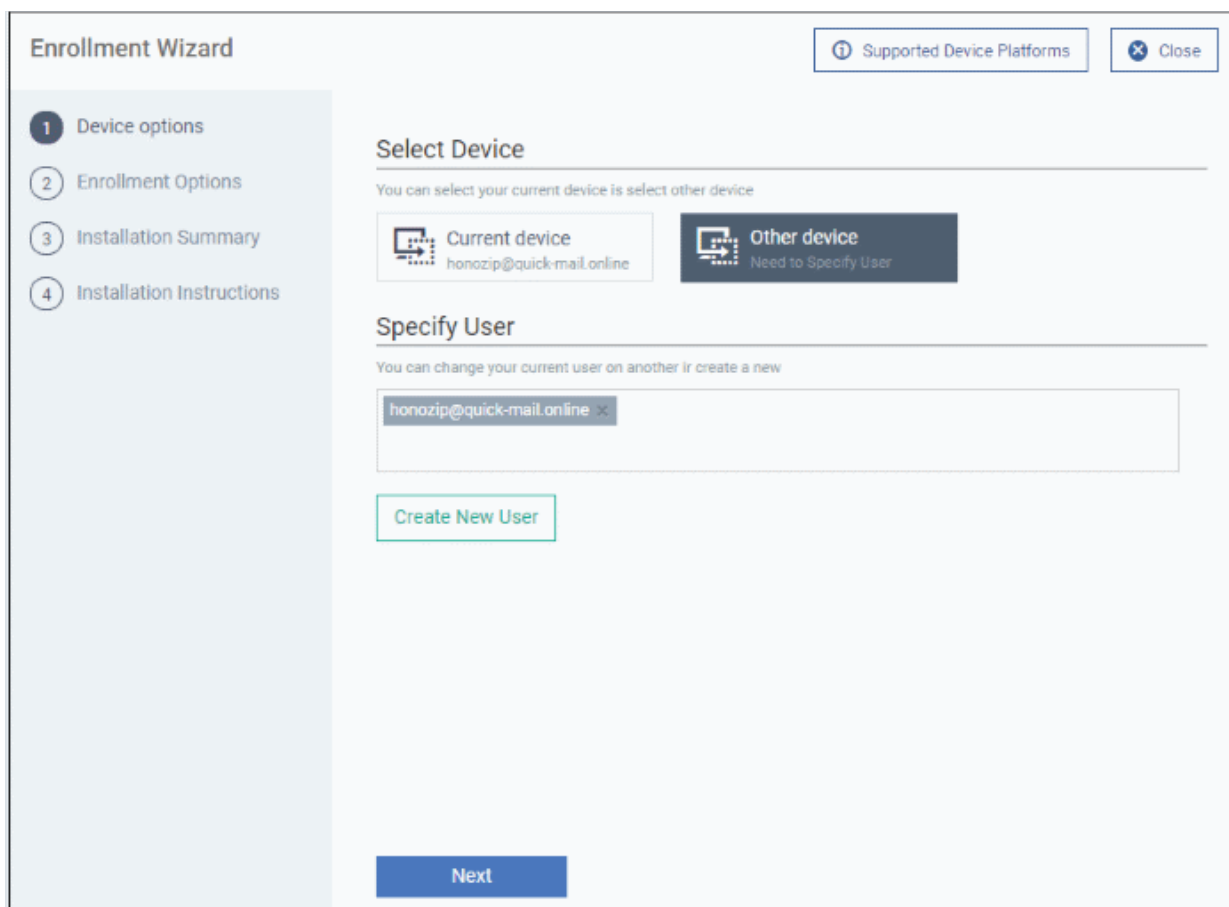 Enrollment Wizard
Supported Device Platforms
Close
1 Device options
2 Enrollment Options
3 Installation Summary
4 Installation Instructions
Select Device
You can select your current device is select other device
Current device
honozip@quick-mail.online
Other device
Need to Specify User
Specify User
You can change your current user on another ir create a new
honozip@quick-mail.online ×
Create New User
Next